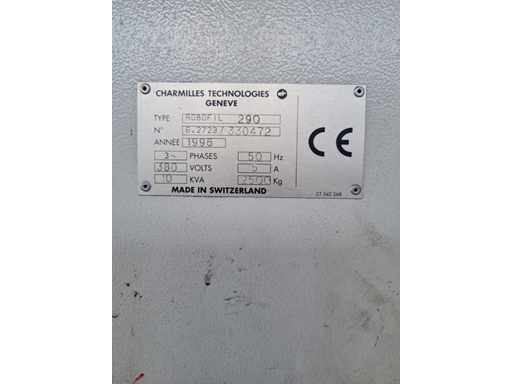 CHARMILLES TECHNOLOGIES
GENEVE
TYPE ROBOFIL 290
N° 6.2723/330472
ANNEE 1998
3~ PHASES 50 Hz
380 VOLTS 5 A
10 KVA 2500 Kg
MADE IN SWITZERLAND
CE